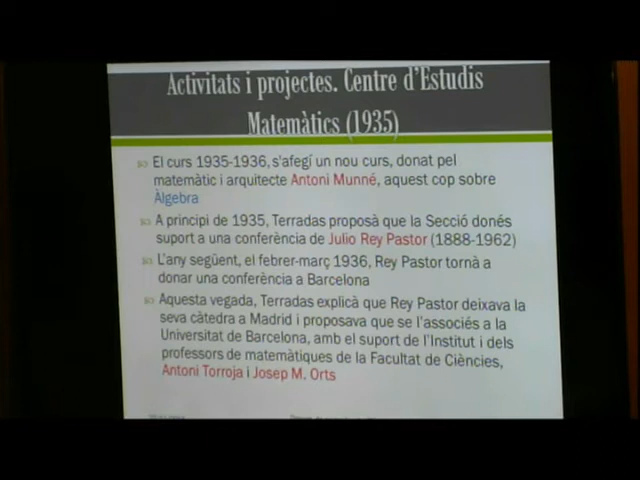 Activitats i projectes. Centre d'Estudis
Matemàtics (1935)
El curs 1935-1936, s'afegí un nou curs, donat pel
matemàtic i arquitecte Antoni Munné, aquest cop sobre
Àlgebra
A principi de 1935, Terradas proposà que la Secció donés
suport a una conferència de Julio Rey Pastor (1888-1962)
L'any següent, el febrer-març 1936, Rey Pastor tornà a
donar una conferència a Barcelona
Aquesta vegada, Terradas explicà que Rey Pastor deixava la
seva càtedra a Madrid i proposava que se l'associés a la
Universitat de Barcelona, amb el suport de l'Institut i dels
professors de matemàtiques de la Facultat de Ciències,
Antoni Torroja i Josep M. Orts